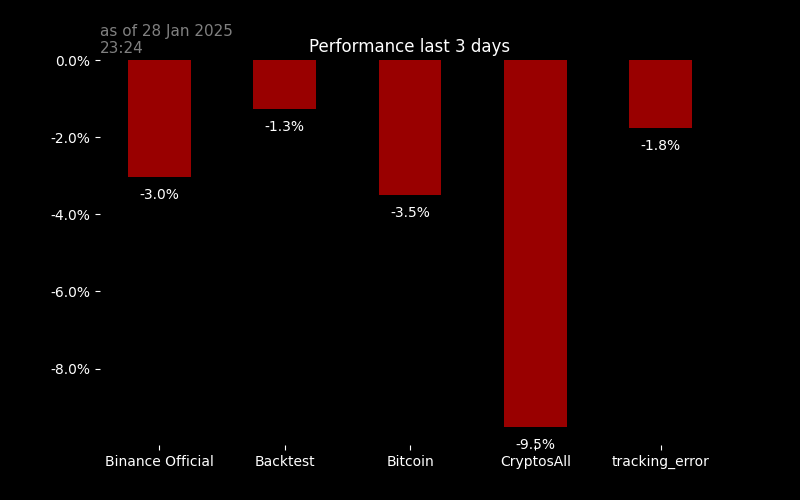 as of 28 Jan 2025
23:24
Performance last 3 days
0.0%
-2.0%
-4.0%
-6.0%
-8.0%
-3.0%
-1.3%
-3.5%
-9.5%
-1.8%
Binance Official
Backtest
Bitcoin
CryptosAll
tracking_error